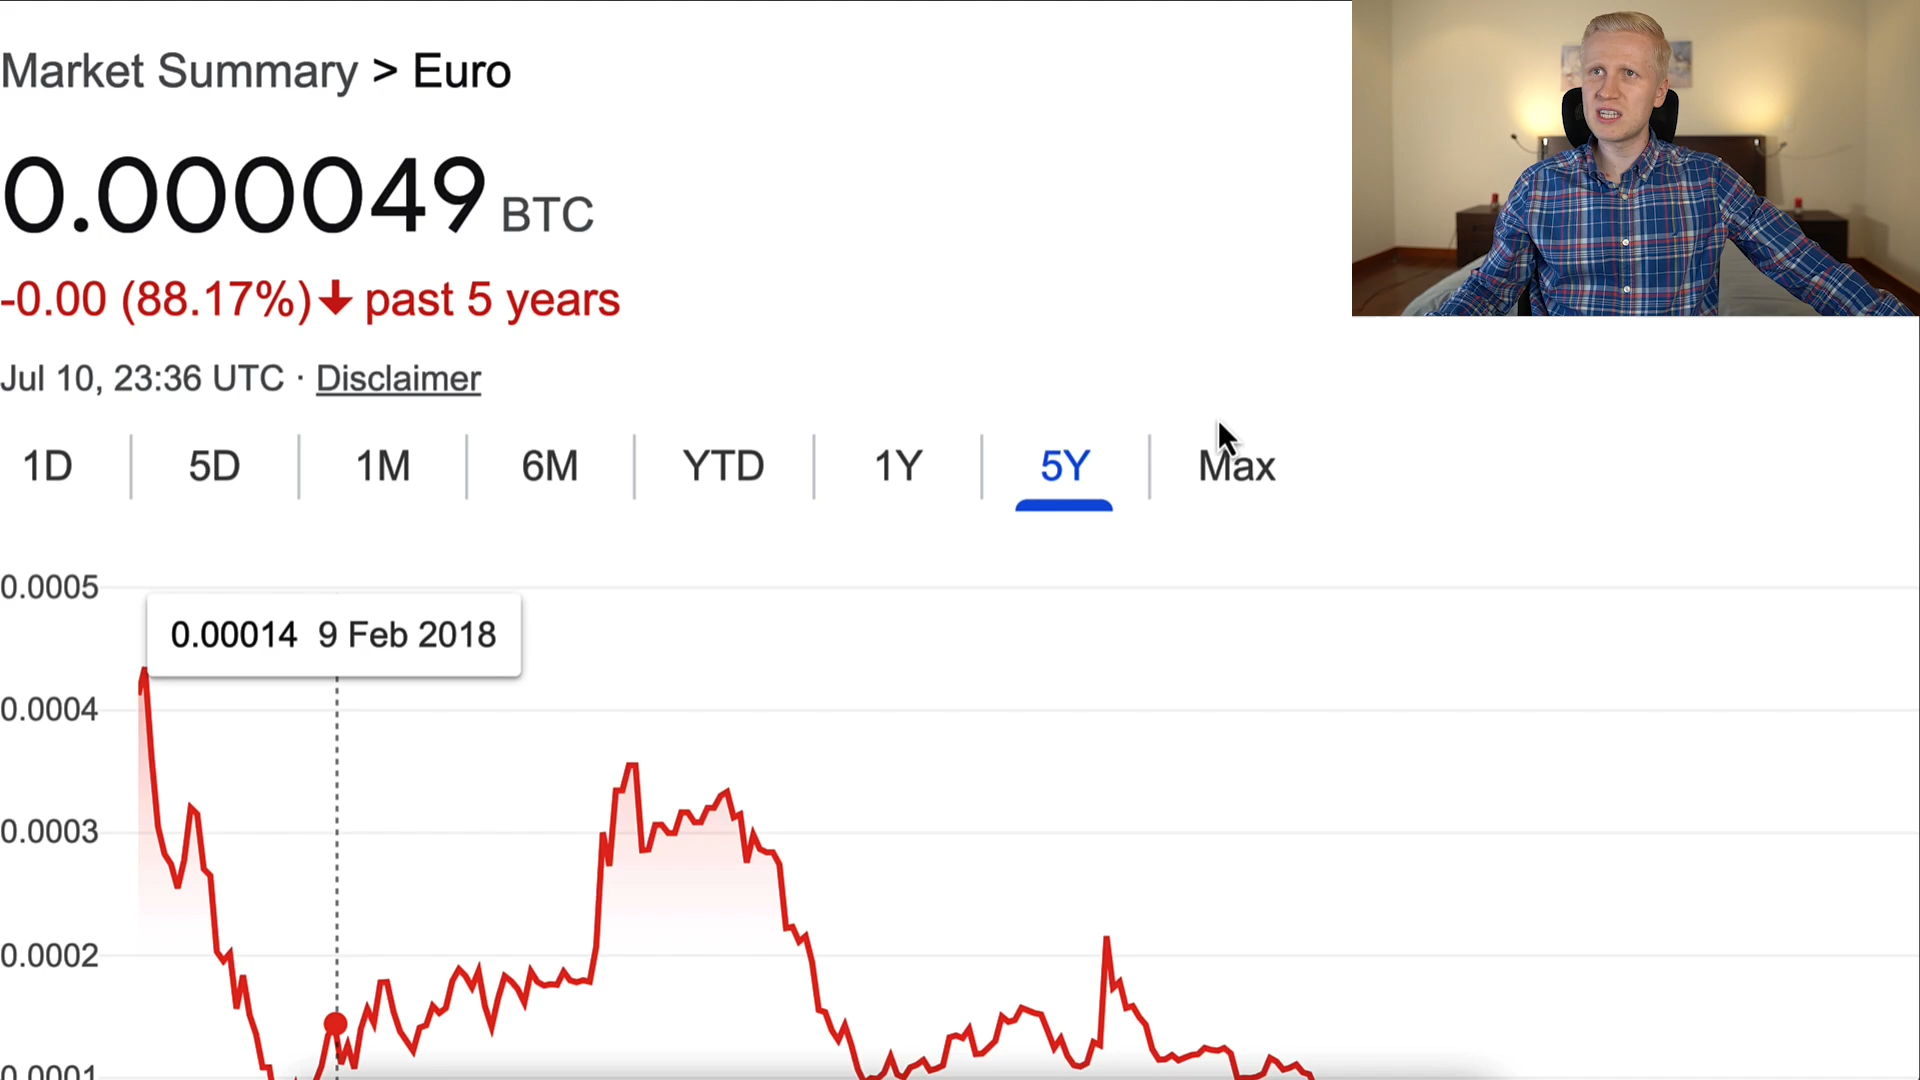 Market Summary > Euro
0.000049 BTC
-0.00 (88.17%) past 5 years
Jul 10, 23:36 UTC · Disclaimer
1D 5D 1M 6M YTD 1Y 5Y Max
0.0005
0.00014 9 Feb 2018
0.0004
0.0003
0.0002
0.0001